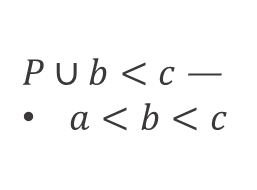 P ∪ b < c —
• a < b < c